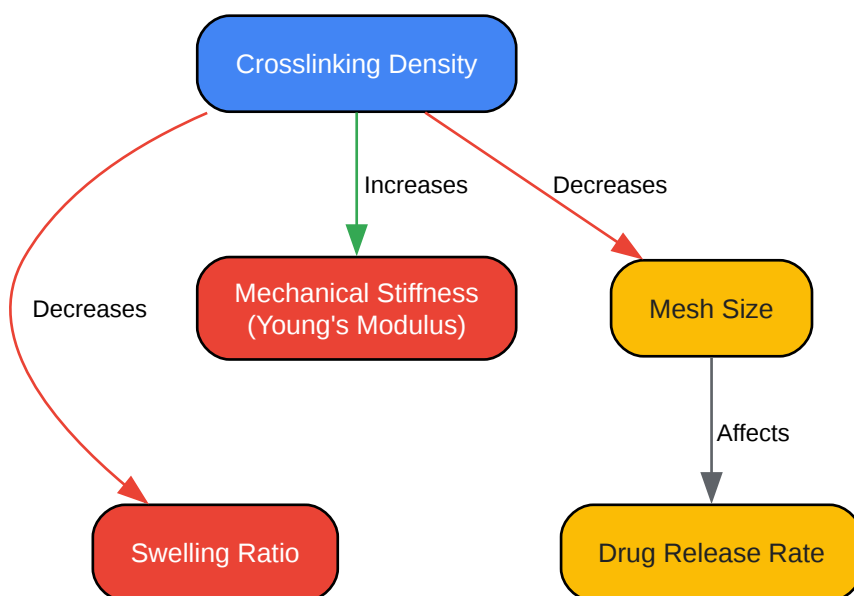 Crosslinking Density
Increases
Decreases
Mechanical Stiffness
(Young's Modulus)
Mesh Size
Decreases
Affects
Swelling Ratio
Drug Release Rate